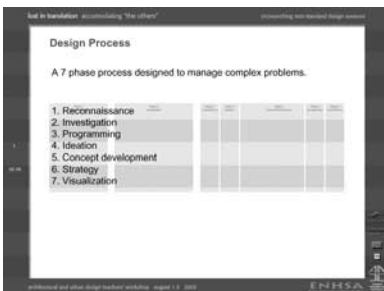 lost in translation: accomodating "the others"
Design Process
A 7 phase process designed to manage complex problems.
1. Reconnaissance
2. Investigation
3. Programming
4. Ideation
5. Concept development
6. Strategy
7. Visualization
ENHSA